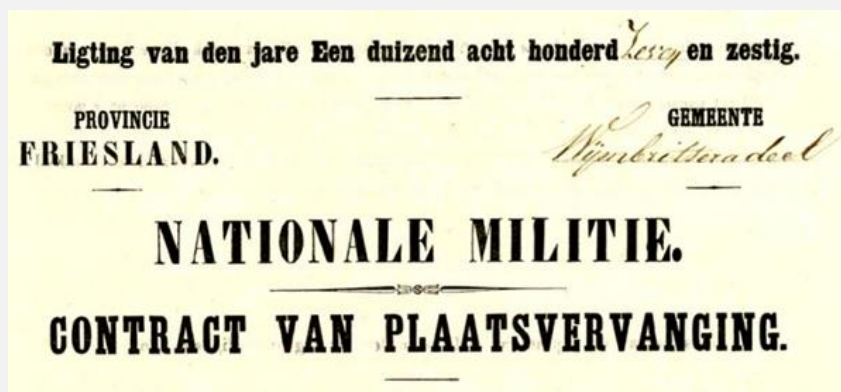 Ligting van den jare Een duizend acht honderd Zeven en zestig.
PROVINCIE
FRIESLAND.
GEMEENTE
Wijmbritseradeel
NATIONALE MILITIE.
CONTRACT VAN PLAATSVERVANGING.